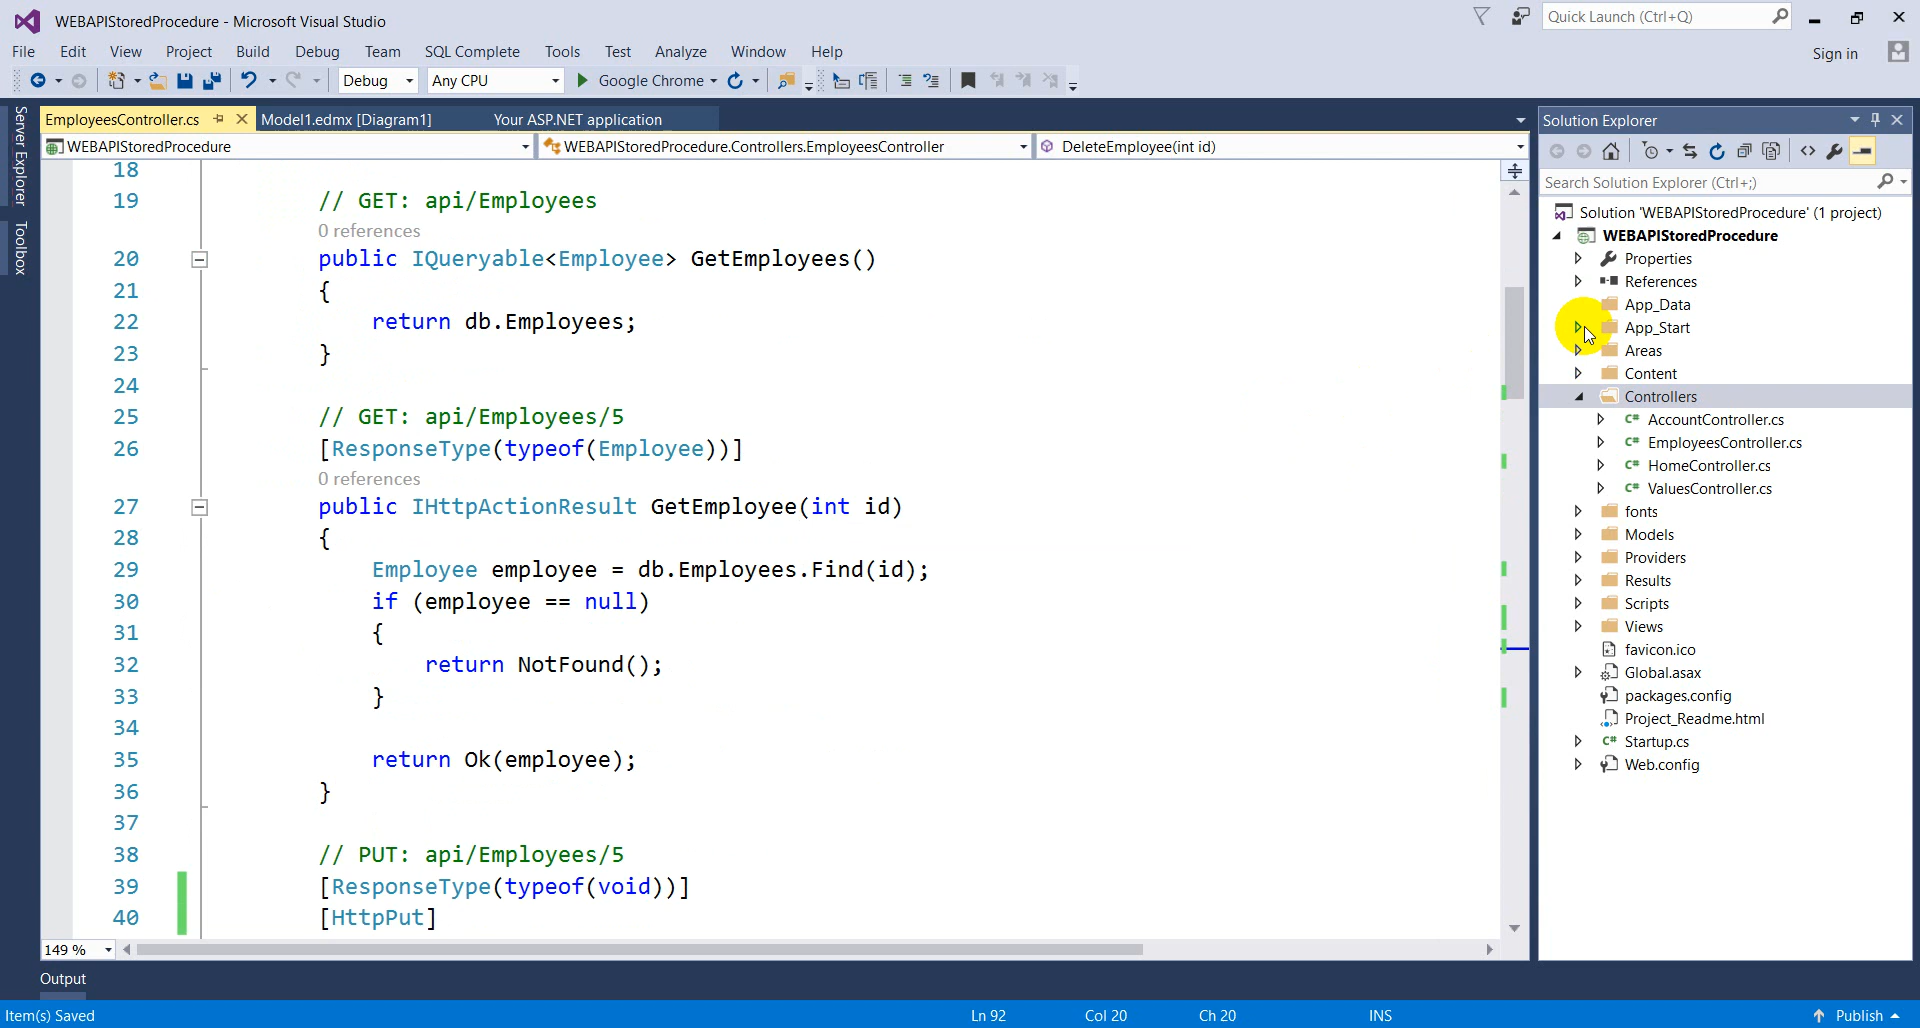 WEBAPIStoredProcedure - Microsoft Visual Studio
Quick Launch (Ctrl+Q)
File Edit View Project Build Debug Team SQL Complete Tools Test Analyze Window Help
Sign in
Debug Any CPU Google Chrome
Server Explorer
Toolbox
EmployeesController.cs Model1.edmx [Diagram1] Your ASP.NET application
WEBAPIStoredProcedure WEBAPIStoredProcedure.Controllers.EmployeesController DeleteEmployee(int id)
18
19 // GET: api/Employees
0 references
20 public IQueryable<Employee> GetEmployees()
21 {
22 return db.Employees;
23 }
24
25 // GET: api/Employees/5
26 [ResponseType(typeof(Employee))]
0 references
27 public IHttpActionResult GetEmployee(int id)
28 {
29 Employee employee = db.Employees.Find(id);
30 if (employee == null)
31 {
32 return NotFound();
33 }
34
35 return Ok(employee);
36 }
37
38 // PUT: api/Employees/5
39 [ResponseType(typeof(void))]
40 [HttpPut]
149 %
Solution Explorer
Search Solution Explorer (Ctrl+;)
Solution 'WEBAPIStoredProcedure' (1 project)
WEBAPIStoredProcedure
Properties
References
App_Data
App_Start
Areas
Content
Controllers
C# AccountController.cs
C# EmployeesController.cs
C# HomeController.cs
C# ValuesController.cs
fonts
Models
Providers
Results
Scripts
Views
favicon.ico
Global.asax
packages.config
Project_Readme.html
C# Startup.cs
Web.config
Output
Item(s) Saved Ln 92 Col 20 Ch 20 INS Publish